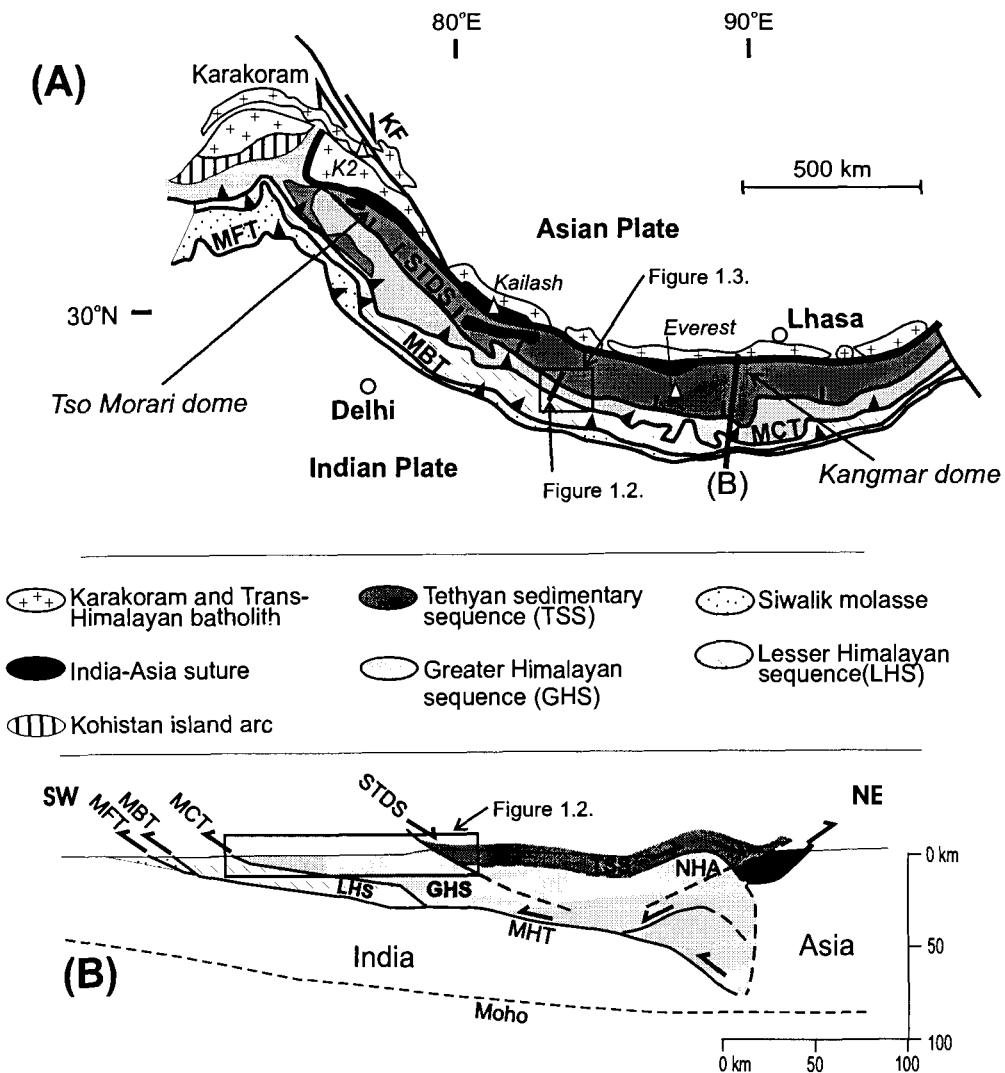 80°E
90°E
(A)
Karakoram
KF
K2
500 km
MFT
Asian Plate
STDS
Kailash
Figure 1.3.
30°N
Everest
Lhasa
MBT
Tso Morari dome
Delhi
MCT
Indian Plate
Kangmar dome
Figure 1.2.
(B)
Karakoram and Trans-
Himalayan batholith
Tethyan sedimentary
sequence (TSS)
Siwalik molasse
India-Asia suture
Greater Himalayan
sequence (GHS)
Lesser Himalayan
sequence(LHS)
Kohistan island arc
SW
MFT
MBT
MCT
STDS
Figure 1.2.
NE
TSS
NHA
0 km
LHS
GHS
MHT
India
Asia
50
(B)
Moho
100
0 km
50
100